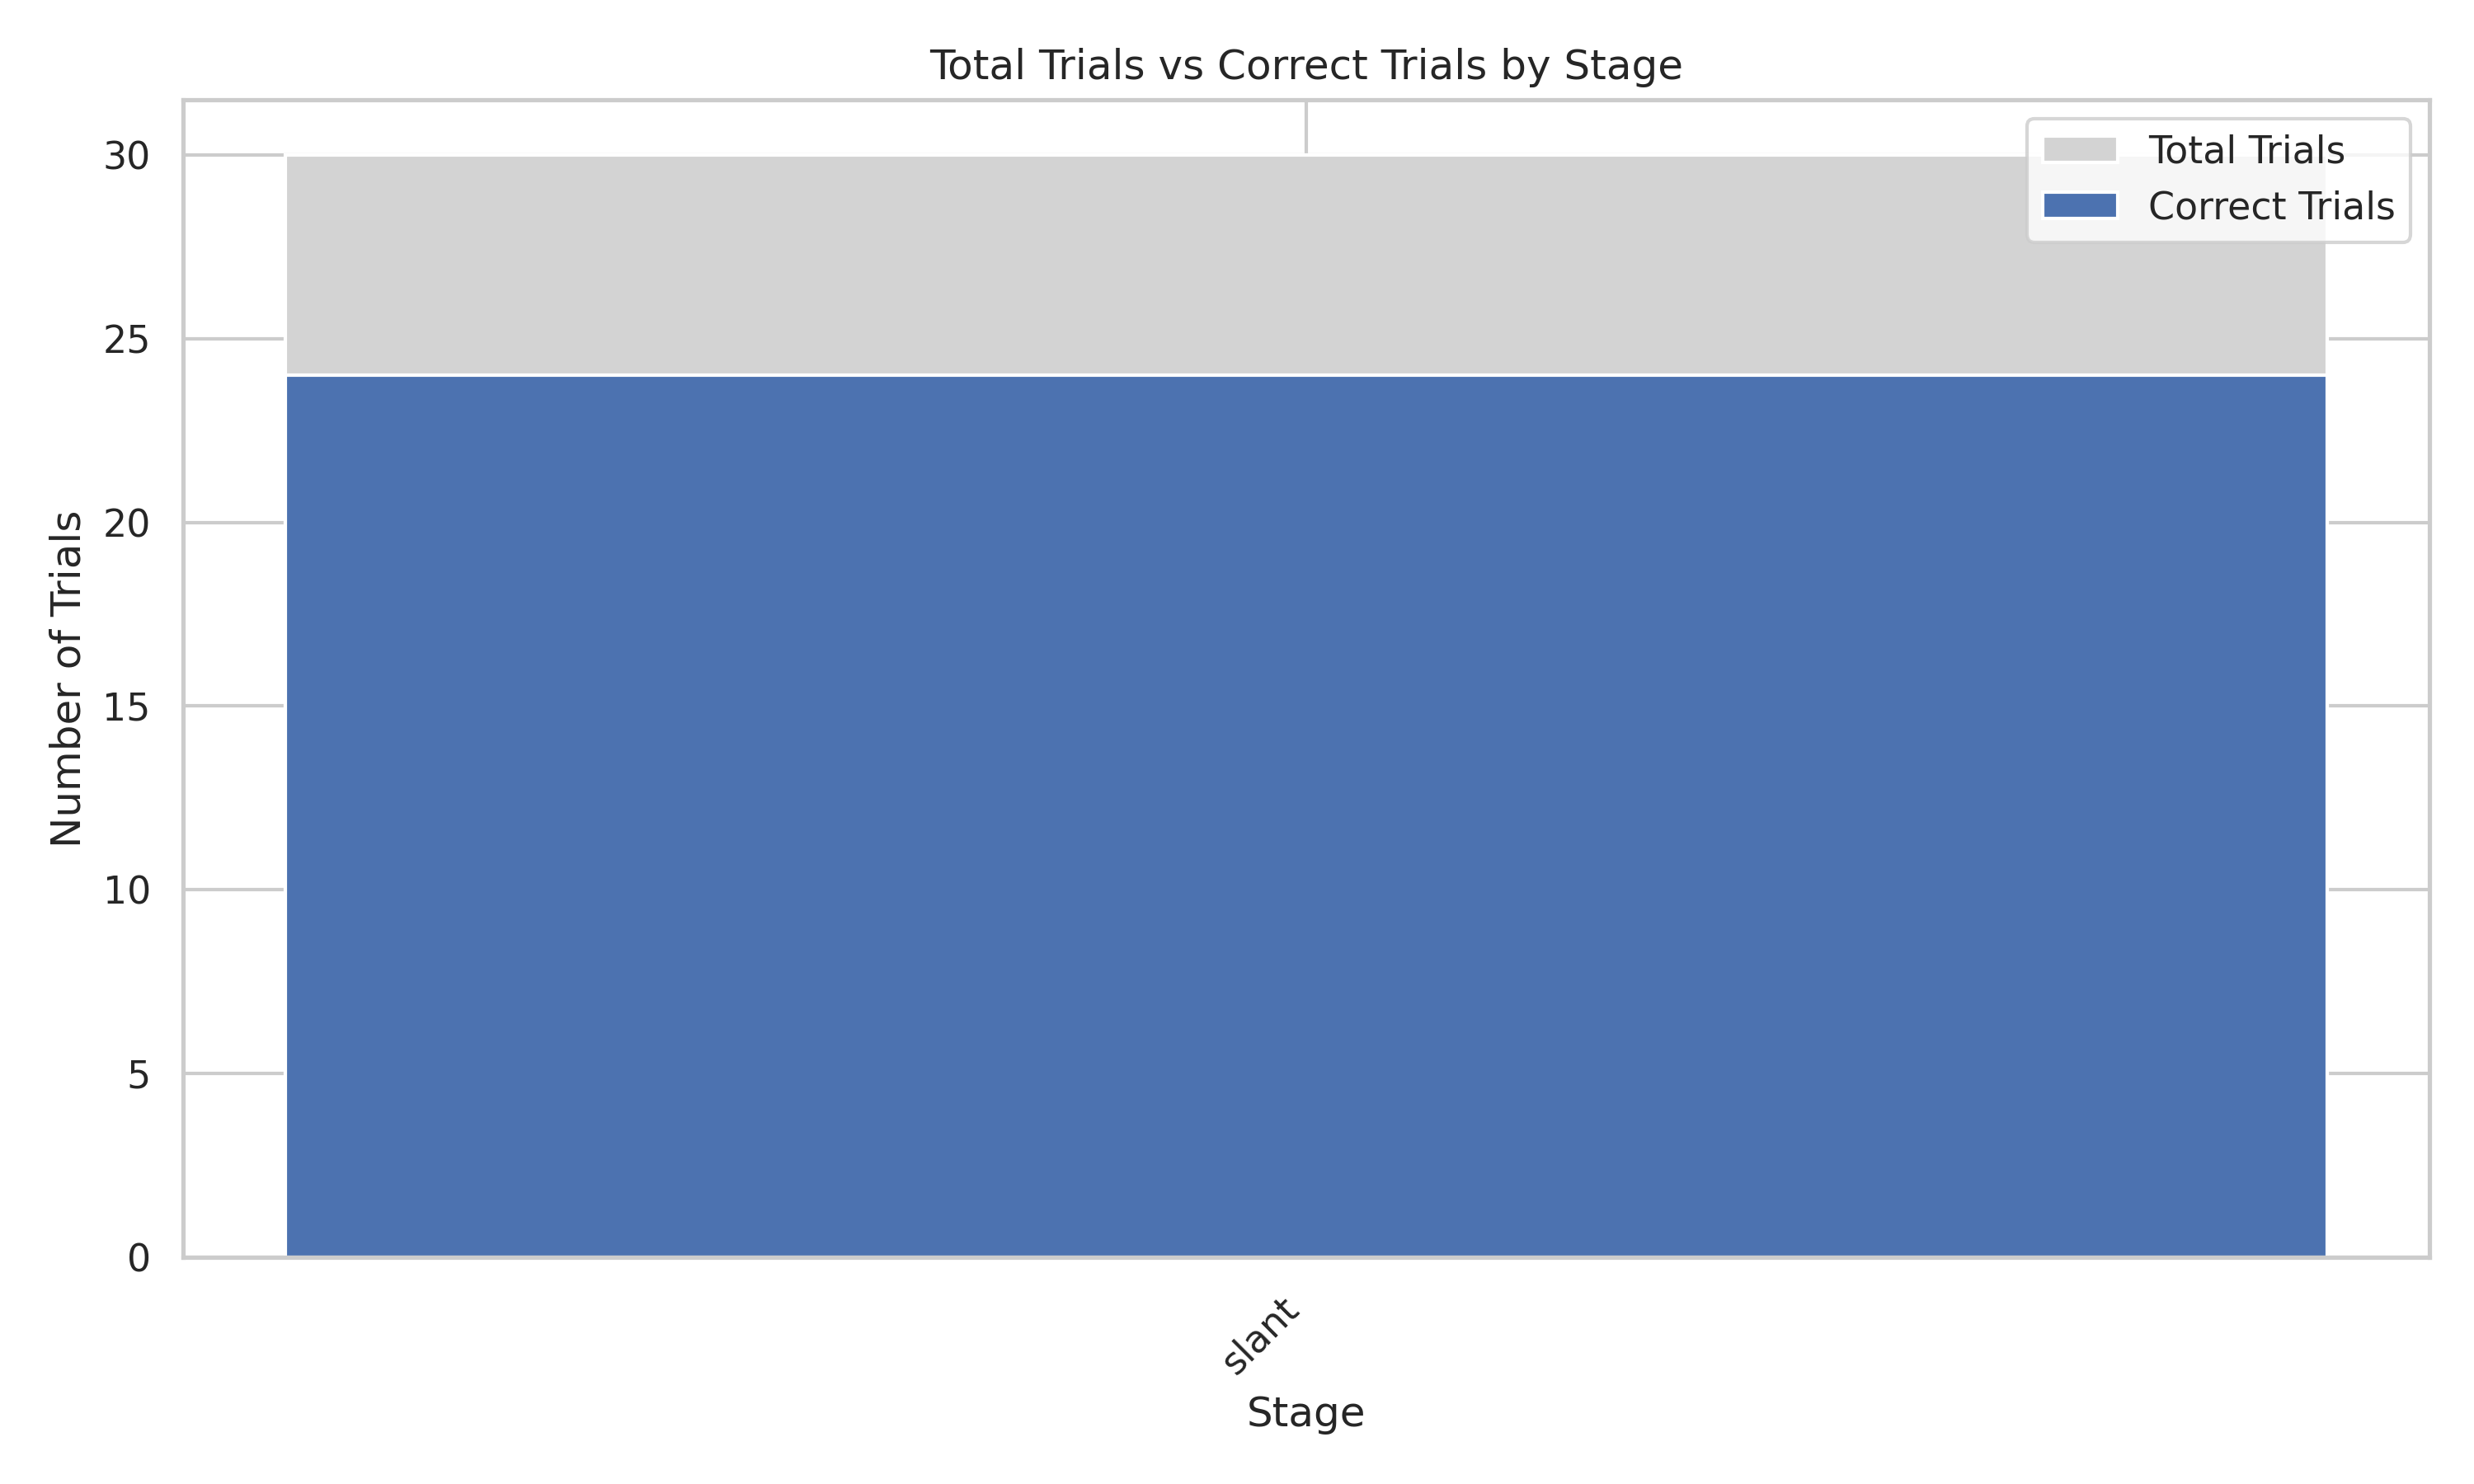 Total Trials vs Correct Trials by Stage
Total Trials
Correct Trials
30
25
20
15
10
5
0
Number of Trials
slant
Stage